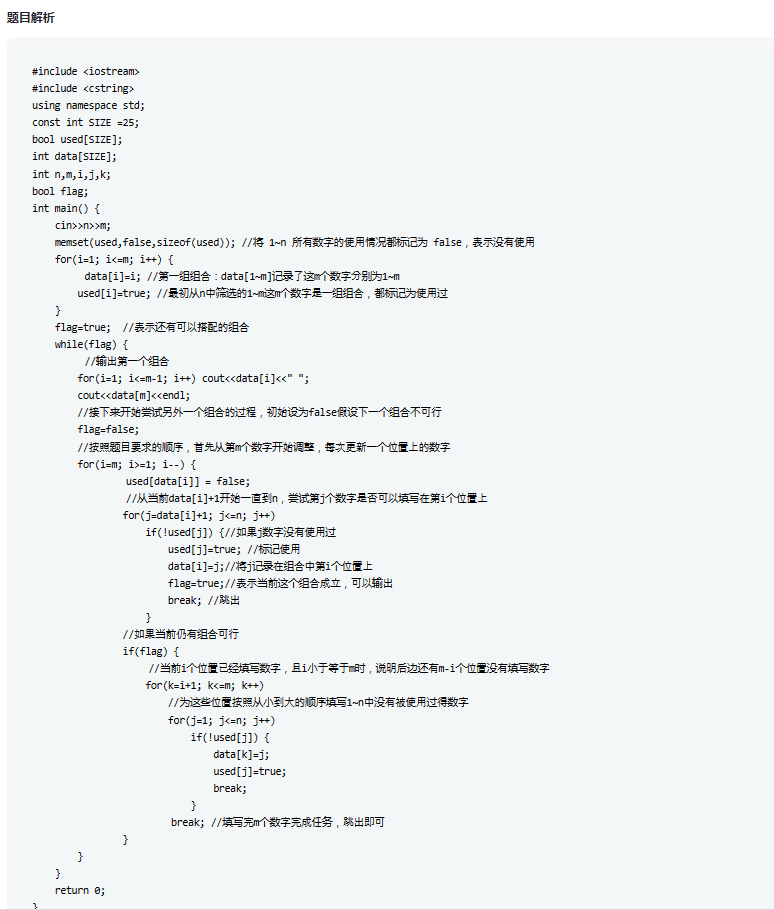 题目解析
#include <iostream>
#include <cstring>
using namespace std;
const int SIZE =25;
bool used[SIZE];
int data[SIZE];
int n,m,i,j,k;
bool flag;
int main() {
cin>>n>>m;
memset(used,false,sizeof(used)); //将 1~n 所有数字的使用情况都标记为 false，表示没有使用
for(i=1; i<=m; i++) {
data[i]=i; //第一组组合：data[1~m]记录了这m个数字分别为1~m
used[i]=true; //最初从n中筛选的1~m这m个数字是一组组合，都标记为使用过
}
flag=true;  //表示还有可以搭配的组合
while(flag) {
//输出第一个组合
for(i=1; i<=m-1; i++) cout<<data[i]<<" ";
cout<<data[m]<<endl;
//接下来开始尝试另外一个组合的过程，初始设为false假设下一个组合不可行
flag=false;
//按照题目要求的顺序，首先从第m个数字开始调整，每次更新一个位置上的数字
for(i=m; i>=1; i--) {
used[data[i]] = false;
//从当前data[i]+1开始一直到n，尝试第j个数字是否可以填写在第i个位置上
for(j=data[i]+1; j<=n; j++)
if(!used[j]) {//如果j数字没有使用过
used[j]=true; //标记使用
data[i]=j;//将j记录在组合中第i个位置上
flag=true;//表示当前这个组合成立，可以输出
break; //跳出
}
//如果当前仍有组合可行
if(flag) {
//当前i个位置已经填写数字，且i小于等于m时，说明后边还有m-i个位置没有填写数字
for(k=i+1; k<=m; k++)
//为这些位置按照从小到大的顺序填写1~n中没有被使用过得数字
for(j=1; j<=n; j++)
if(!used[j]) {
data[k]=j;
used[j]=true;
break;
}
break; //填写完m个数字完成任务，跳出即可
}
}
}
return 0;
}